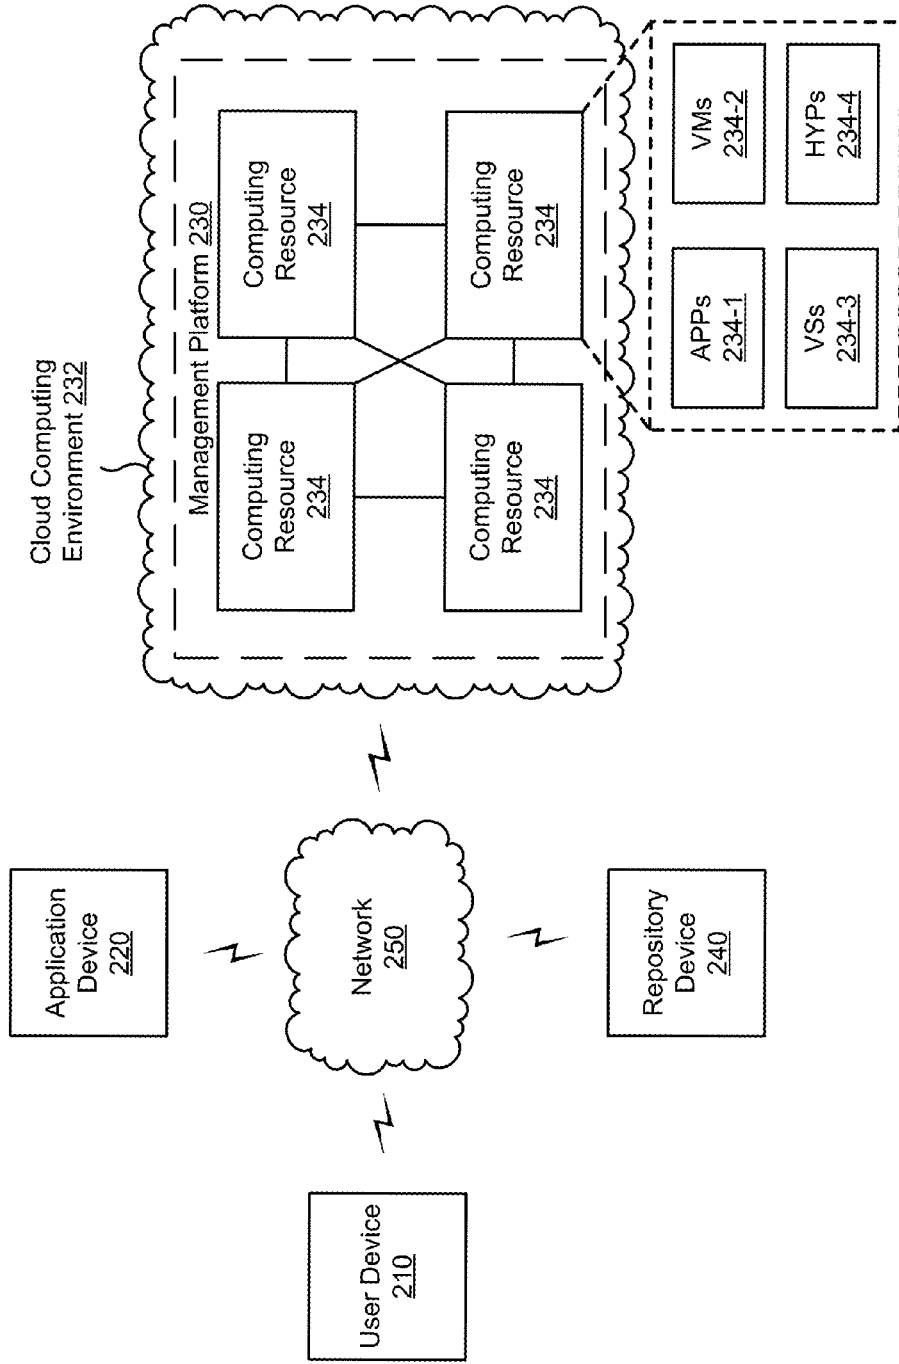 Cloud Computing
Environment 232
Management Platform 230
Computing
Resource
234
Computing
Resource
234
Computing
Resource
234
Computing
Resource
234
APPs
234-1
VMs
234-2
VSs
234-3
HYPs
234-4
Application
Device
220
Network
250
User Device
210
Repository
Device
240